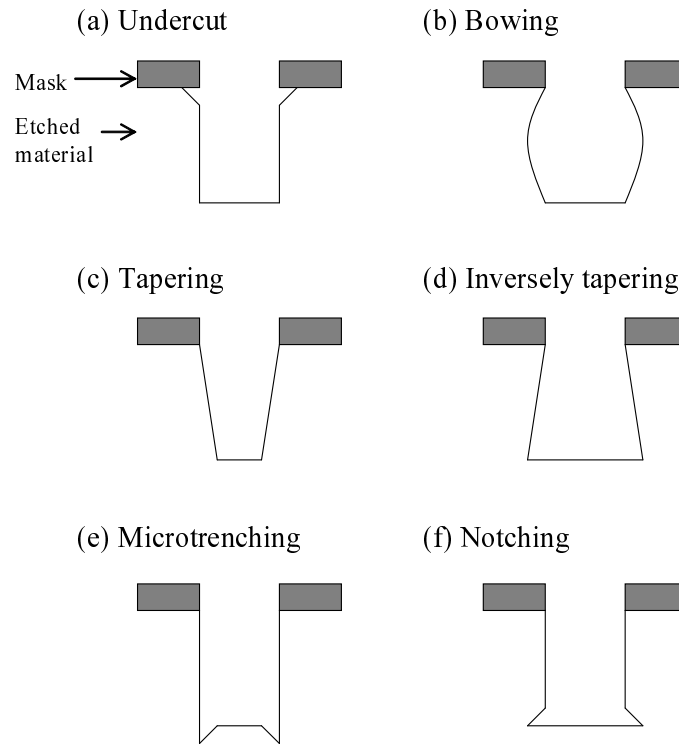 (a) Undercut
(b) Bowing
Mask
Etched
material
(c) Tapering
(d) Inversely tapering
(e) Microtrenching
(f) Notching